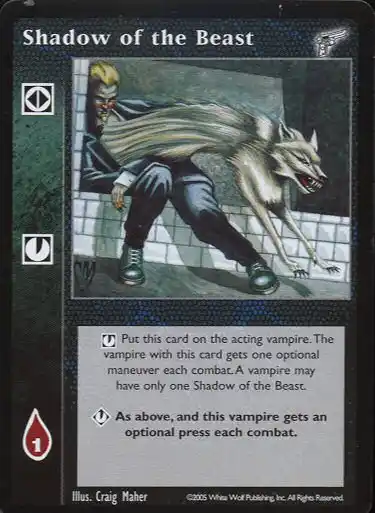 Shadow of the Beast
CM
Put this card on the acting vampire. The
vampire with this card gets one optional
maneuver each combat. A vampire may
have only one Shadow of the Beast.
As above, and this vampire gets an
optional press each combat.
1
Illus. Craig Maher
©2005 White Wolf Publishing, Inc. All Rights Reserved.